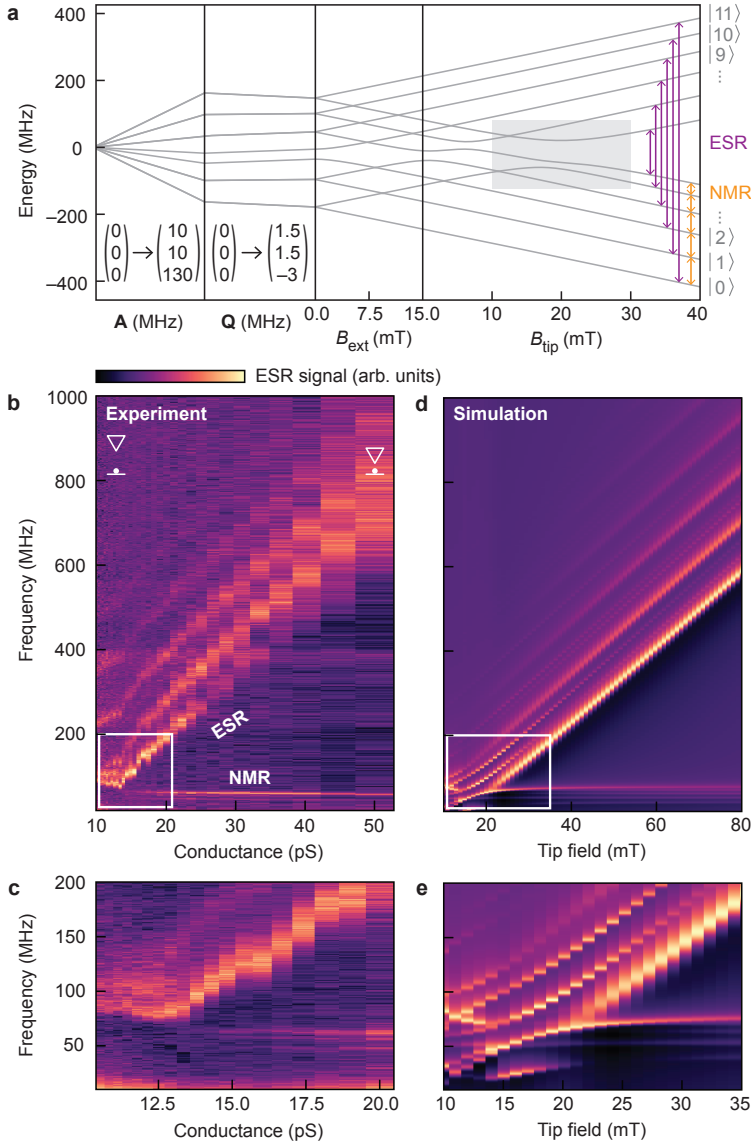 a
400
200
0
−200
−400
Energy (MHz)
|11⟩
|10⟩
|9⟩
⋮
ESR
NMR
⋮
|2⟩
|1⟩
|0⟩
(0 0 0) → (10 10 130)
(0 0 0) → (1.5 1.5 −3)
0.0 7.5 15.0 10 20 30 40
A (MHz) Q (MHz) B_ext (mT) B_tip (mT)
ESR signal (arb. units)
b
Experiment
1000
800
600
400
200
Frequency (MHz)
ESR
NMR
10 20 30 40 50
Conductance (pS)
d
Simulation
20 40 60 80
Tip field (mT)
c
200
150
100
50
Frequency (MHz)
12.5 15.0 17.5 20.0
Conductance (pS)
e
10 15 20 25 30 35
Tip field (mT)